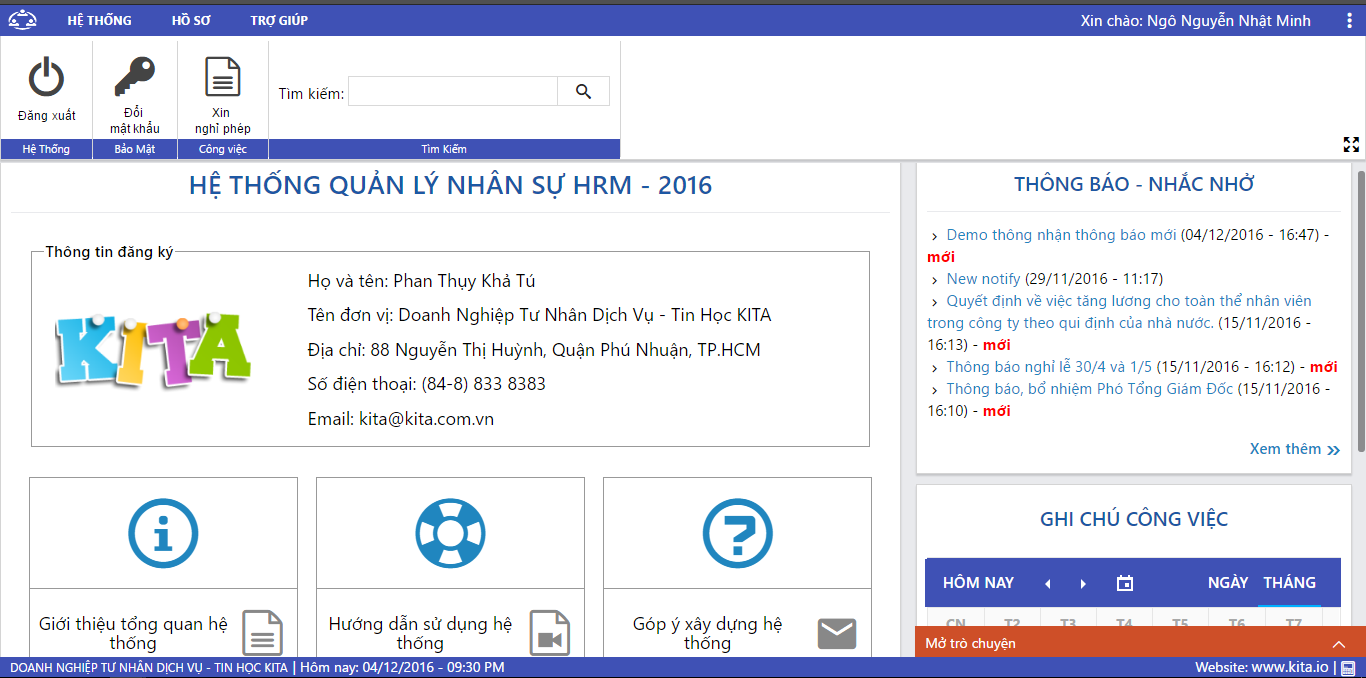 HỆ THỐNG HỒ SƠ TRỢ GIÚP Xin chào: Ngô Nguyễn Nhật Minh
Đăng xuất
Đổi
mật khẩu
Xin
nghỉ phép
Tìm kiếm:
Hệ Thống Bảo Mật Công việc Tìm Kiếm
HỆ THỐNG QUẢN LÝ NHÂN SỰ HRM - 2016
Thông tin đăng ký
KITA
Họ và tên: Phan Thụy Khả Tú
Tên đơn vị: Doanh Nghiệp Tư Nhân Dịch Vụ - Tin Học KITA
Địa chỉ: 88 Nguyễn Thị Huỳnh, Quận Phú Nhuận, TP.HCM
Số điện thoại: (84-8) 833 8383
Email: kita@kita.com.vn
Giới thiệu tổng quan hệ
thống
Hướng dẫn sử dụng hệ
thống
Góp ý xây dựng hệ
thống
THÔNG BÁO - NHẮC NHỞ
Demo thông nhận thông báo mới (04/12/2016 - 16:47) -
mới
New notify (29/11/2016 - 11:17)
Quyết định về việc tăng lương cho toàn thể nhân viên
trong công ty theo qui định của nhà nước. (15/11/2016 -
16:13) - mới
Thông báo nghỉ lễ 30/4 và 1/5 (15/11/2016 - 16:12) - mới
Thông báo, bổ nhiệm Phó Tổng Giám Đốc (15/11/2016 -
16:10) - mới
Xem thêm
GHI CHÚ CÔNG VIỆC
HÔM NAY NGÀY THÁNG
CN T2 T3 T4 T5 T6 T7
Mở trò chuyện
DOANH NGHIỆP TƯ NHÂN DỊCH VỤ - TIN HỌC KITA | Hôm nay: 04/12/2016 - 09:30 PM Website: www.kita.io |